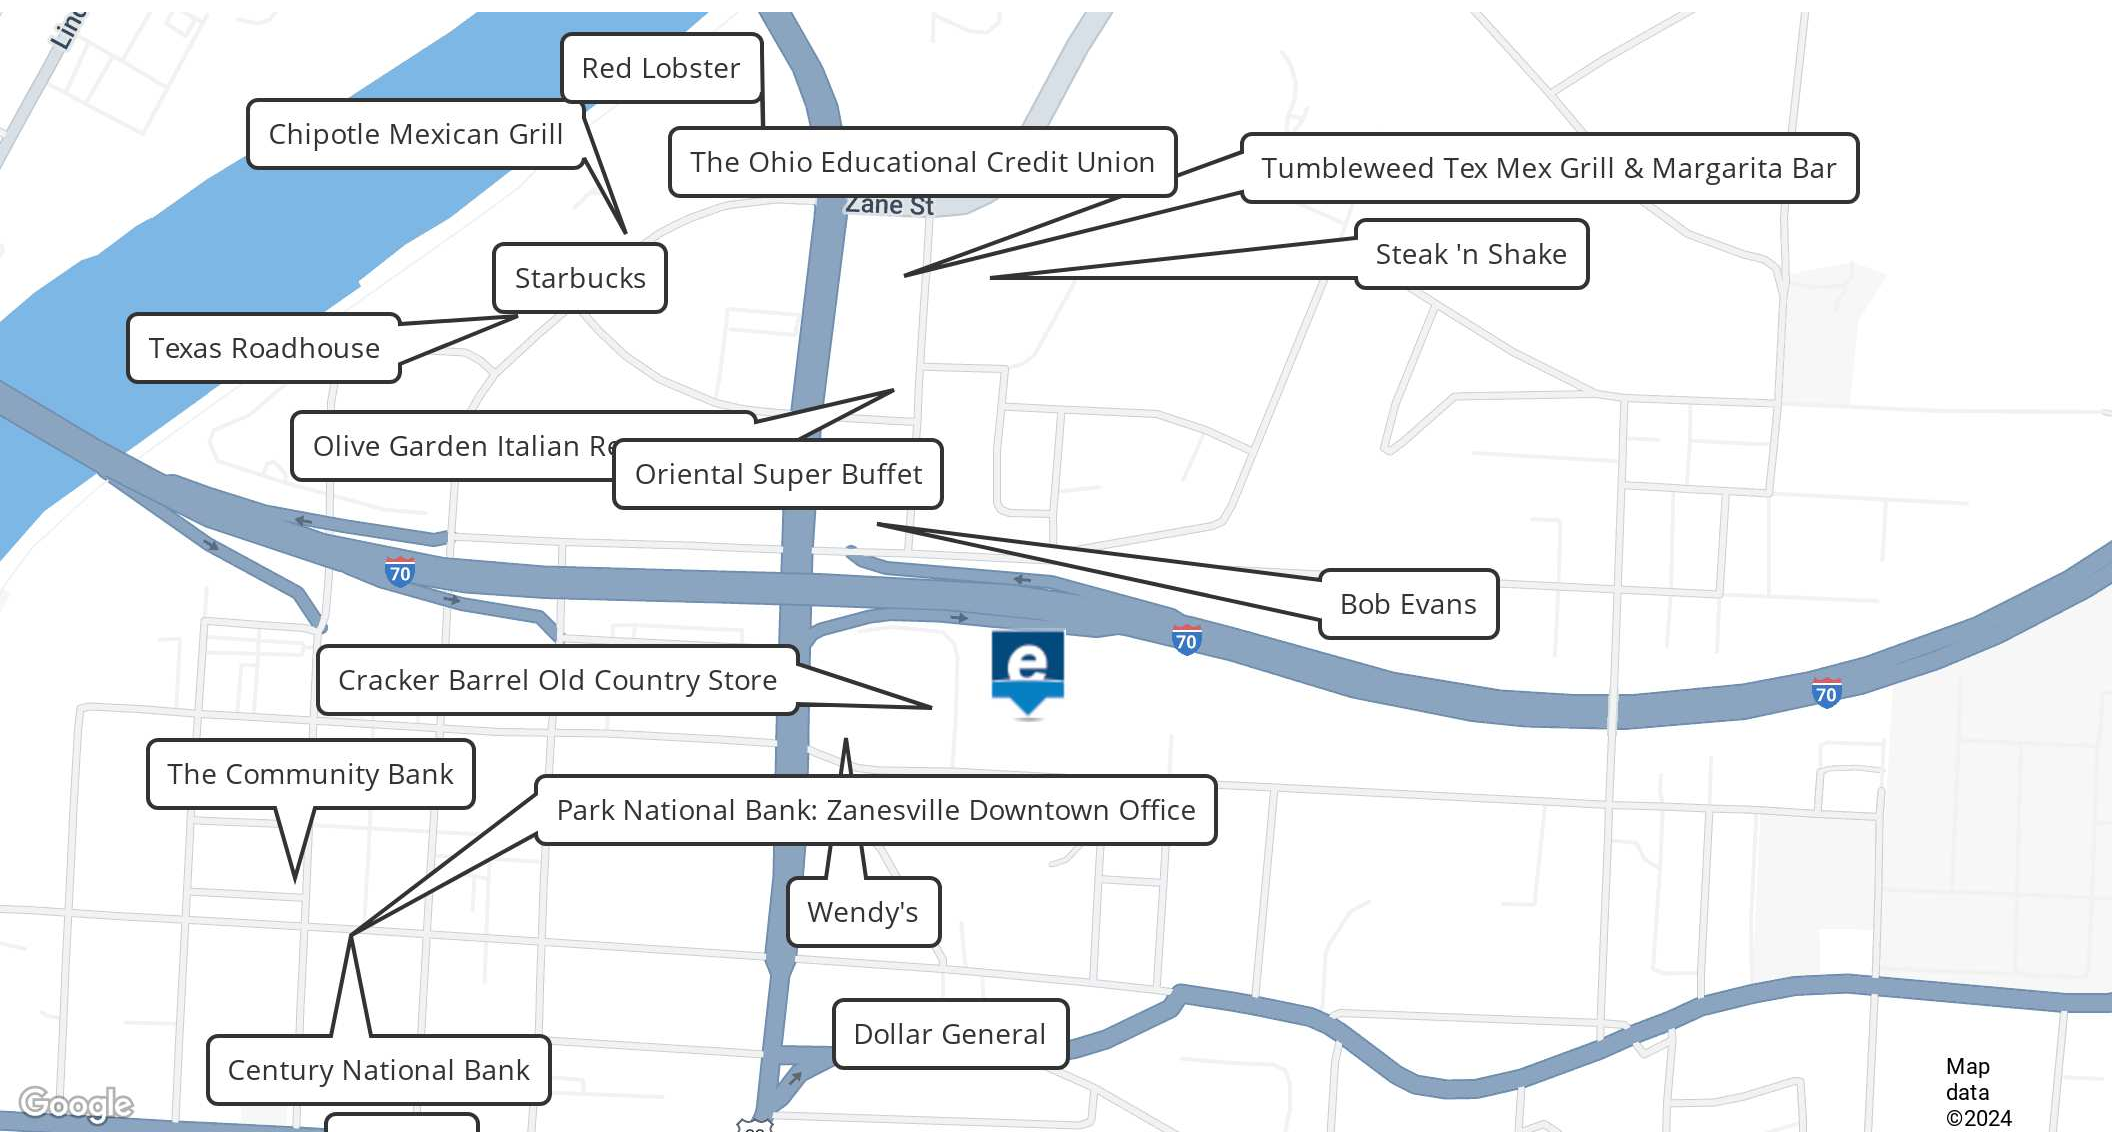 Red Lobster
Chipotle Mexican Grill
The Ohio Educational Credit Union
Tumbleweed Tex Mex Grill & Margarita Bar
Zane St
Steak 'n Shake
Starbucks
Texas Roadhouse
Olive Garden Italian
Oriental Super Buffet
70
Bob Evans
70
e
Cracker Barrel Old Country Store
70
The Community Bank
Park National Bank: Zanesville Downtown Office
Wendy's
Dollar General
Century National Bank
Google
Map
data
©2024